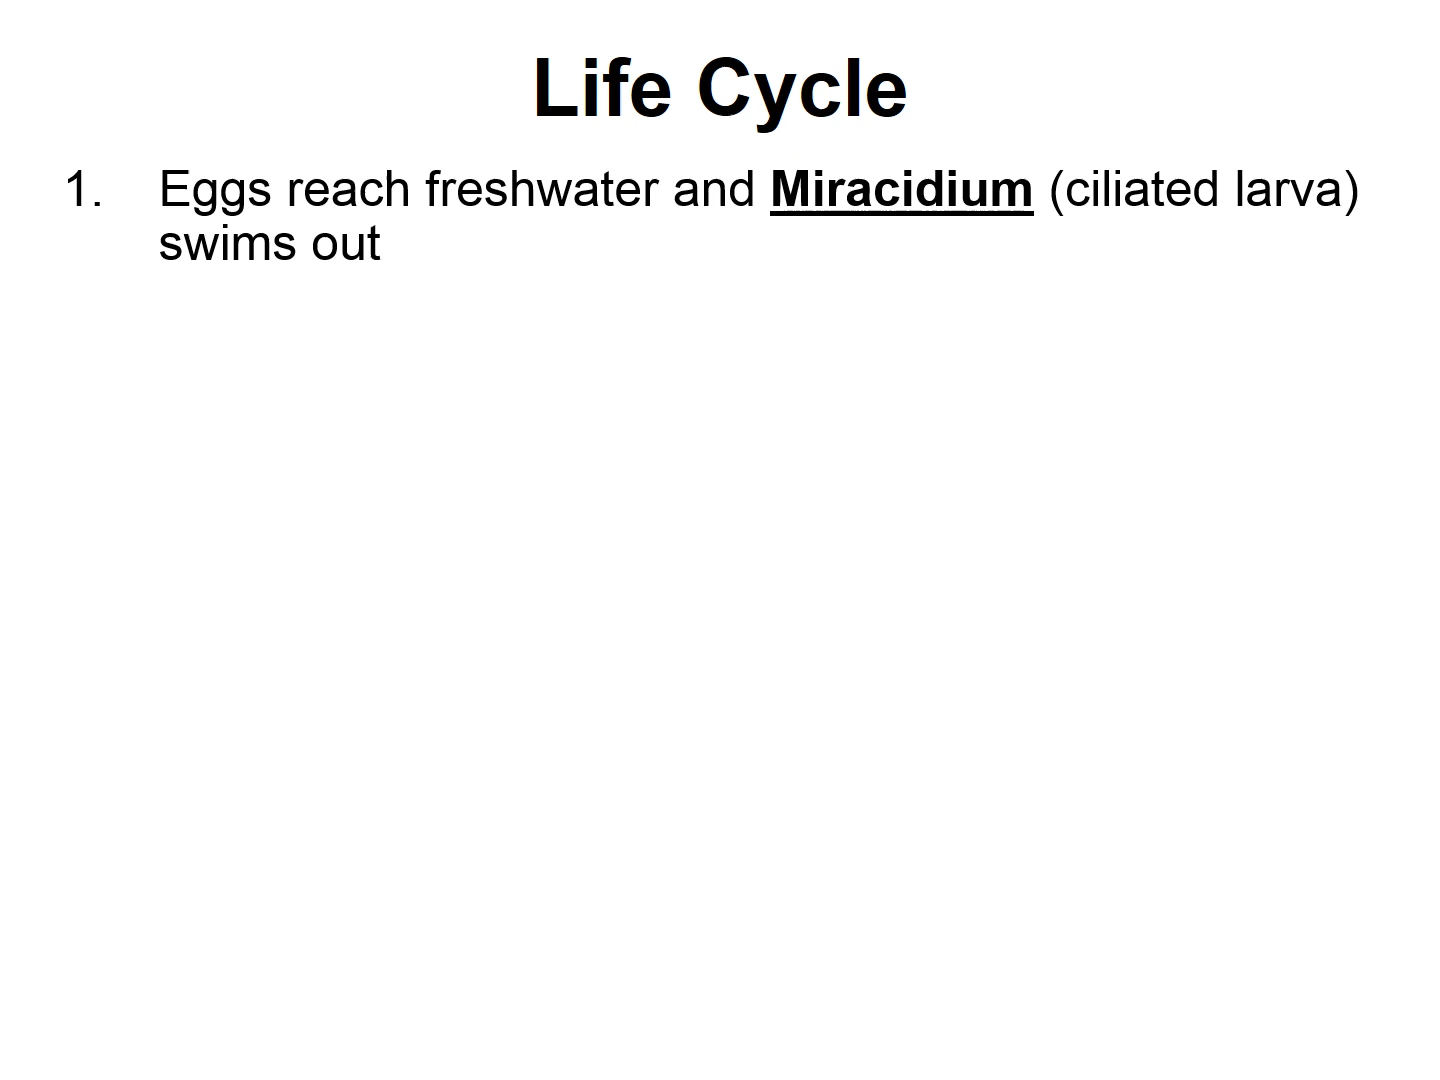 Life Cycle
1. Eggs reach freshwater and Miracidium (ciliated larva)
swims out